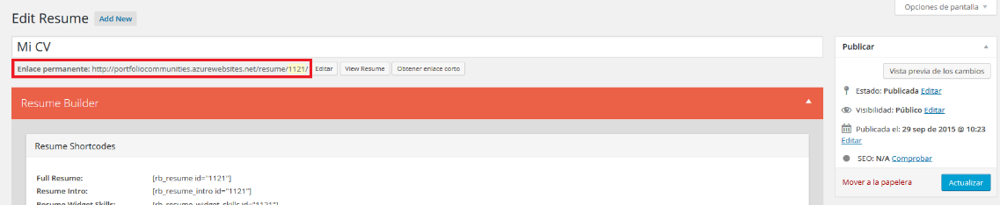 Opciones de pantalla
Edit Resume Add New
Mi CV
Enlace permanente: http://portfoliocommunities.azurewebsites.net/resume/1121/ Editar View Resume Obtener enlace corto
Resume Builder
Resume Shortcodes
Full Resume: [rb_resume id="1121"]
Resume Intro: [rb_resume_intro id="1121"]
Resume Widget Skills: [rb_resume_widget_skills id="1121"]
Publicar
Vista previa de los cambios
Estado: Publicada Editar
Visibilidad: Público Editar
Publicada el: 29 sep de 2015 @ 10:23
Editar
SEO: N/A Comprobar
Mover a la papelera Actualizar